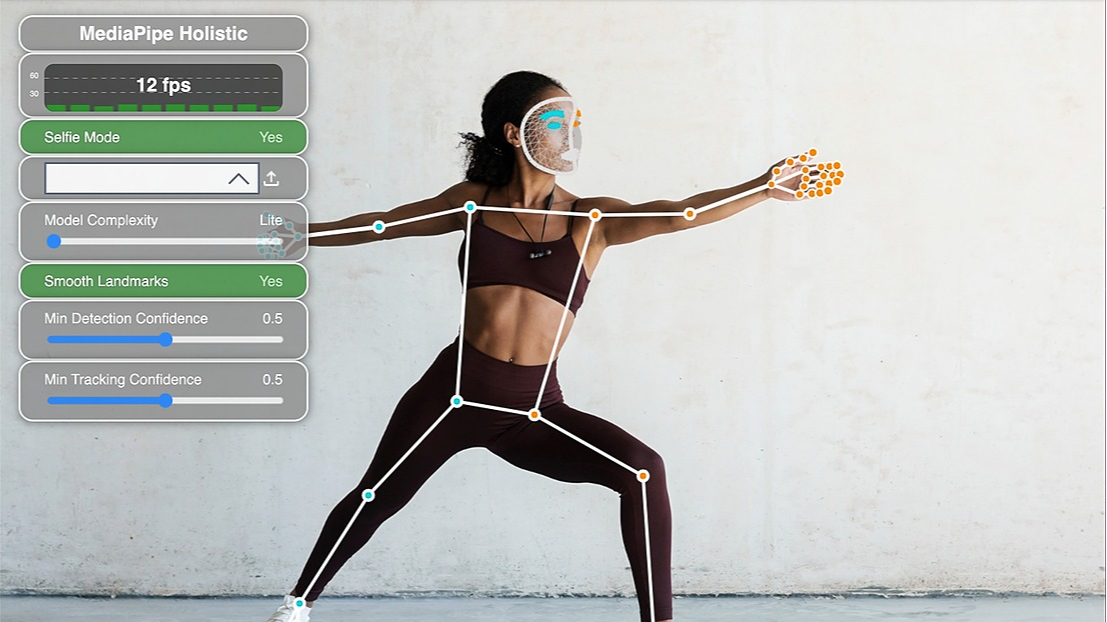 MediaPipe Holistic
60
12 fps
30
Selfie Mode Yes
Model Complexity Lite
Smooth Landmarks Yes
Min Detection Confidence 0.5
Min Tracking Confidence 0.5